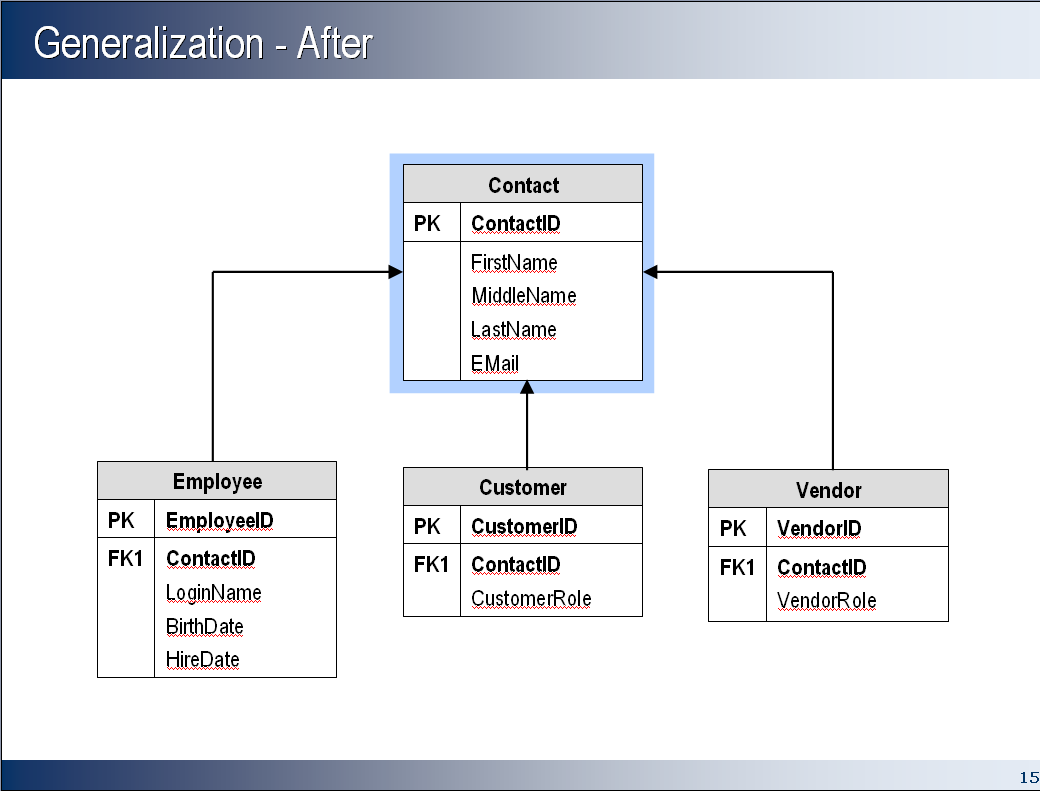 Generalization - After
Contact
PK ContactID
FirstName
MiddleName
LastName
EMail
Employee
PK EmployeeID
FK1 ContactID
LoginName
BirthDate
HireDate
Customer
PK CustomerID
FK1 ContactID
CustomerRole
Vendor
PK VendorID
FK1 ContactID
VendorRole
15